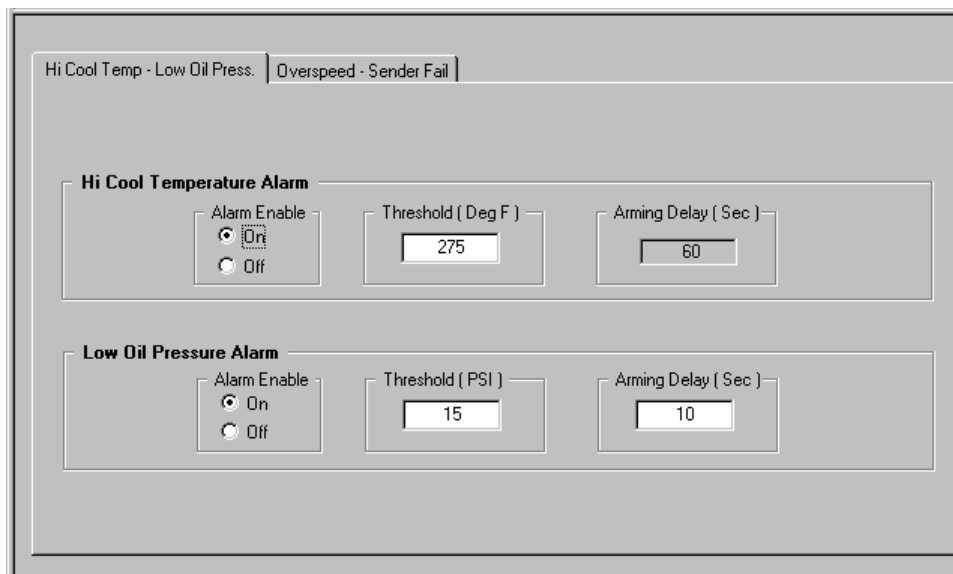 Hi Cool Temp - Low Oil Press.
Overspeed - Sender Fail
Hi Cool Temperature Alarm
Alarm Enable
On
Off
Threshold ( Deg F )
275
Arming Delay ( Sec )
60
Low Oil Pressure Alarm
Alarm Enable
On
Off
Threshold ( PSI )
15
Arming Delay ( Sec )
10